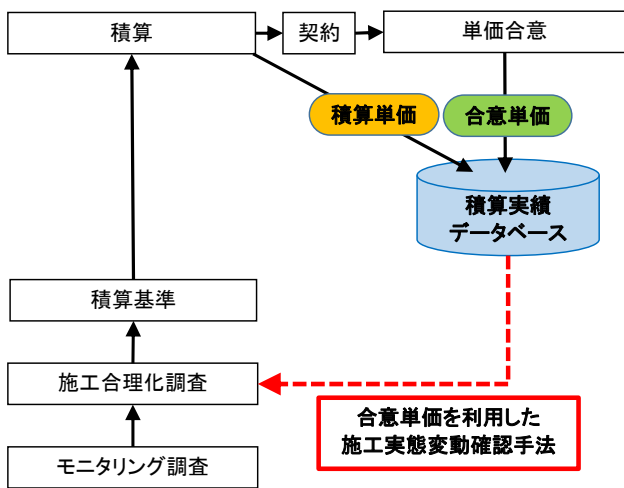 積算
契約
単価合意
積算単価
合意単価
積算実績
データベース
積算基準
施工合理化調査
合意単価を利用した
施工実態変動確認手法
モニタリング調査